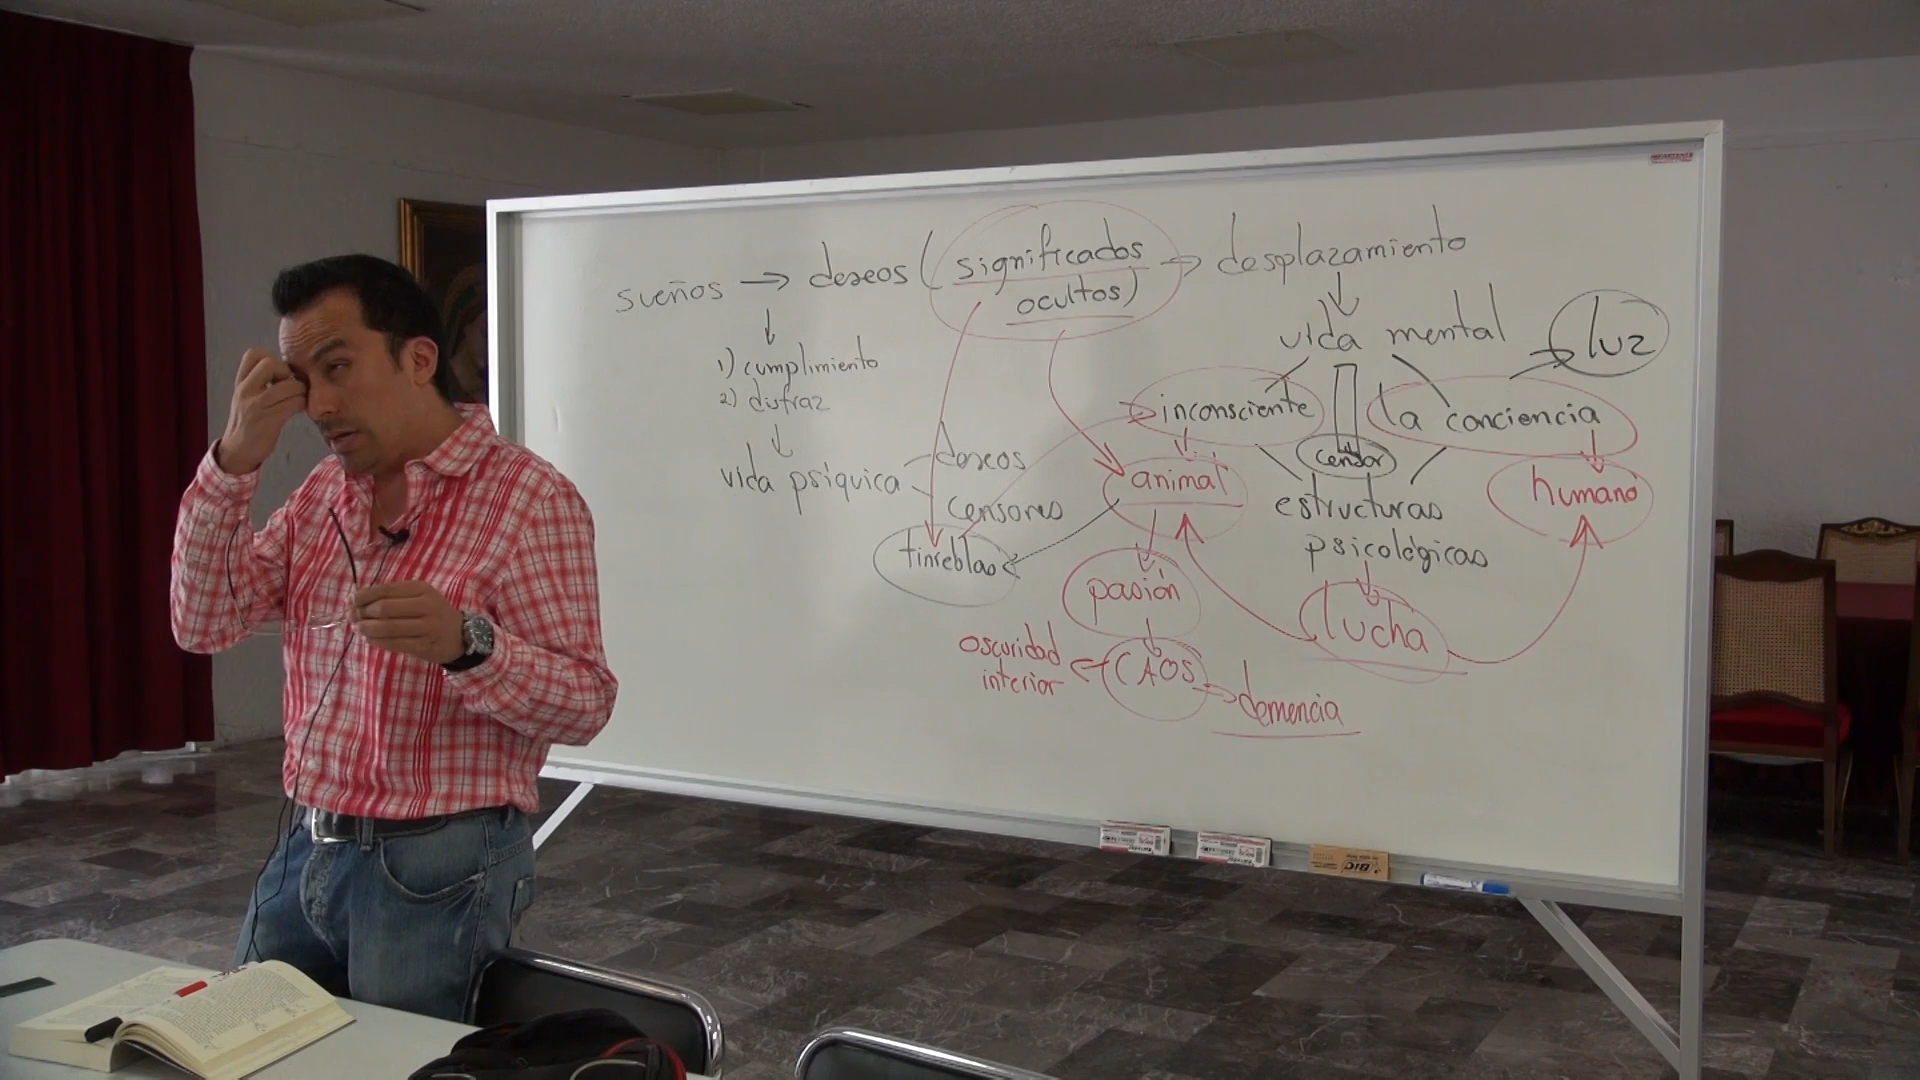 sueños → deseos (significados
ocultos) → desplazamiento
1) cumplimiento
2) disfraz
vida psíquica
deseos
censores
tinieblas
vida mental
luz
inconsciente
la conciencia
censor
animal
humano
estructuras
psicológicas
pasión
lucha
oscuridad
interior
CAOS
demencia
BIC